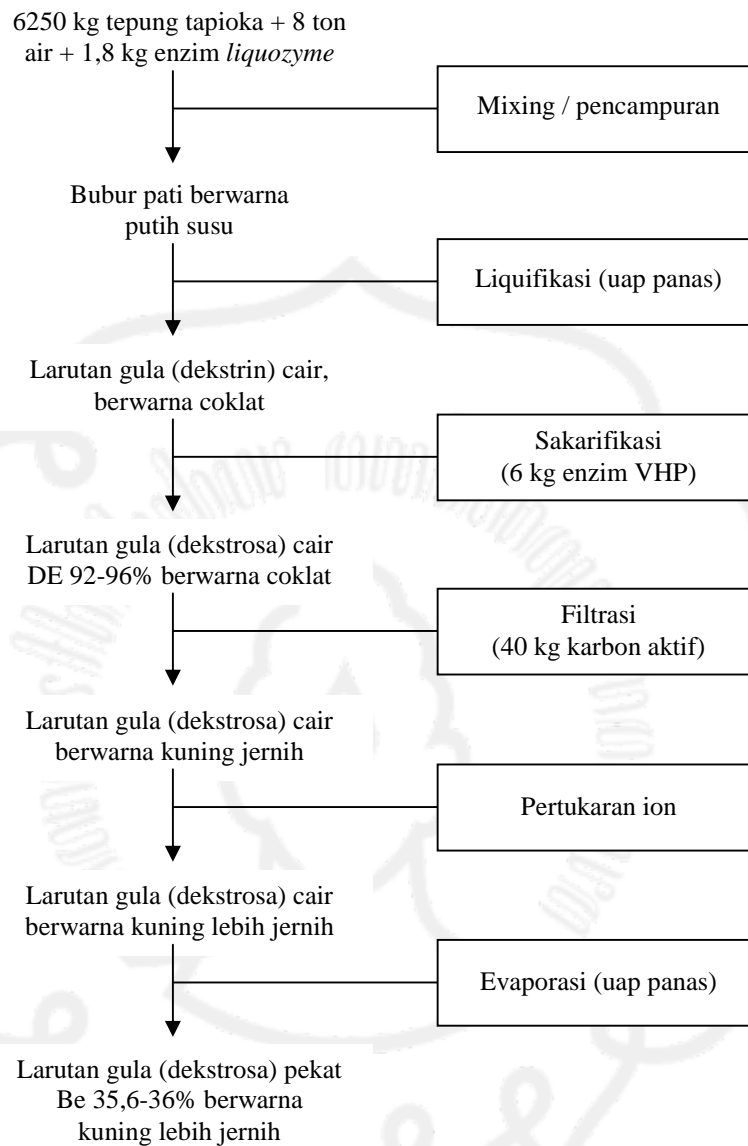 6250 kg tepung tapioka + 8 ton
air + 1,8 kg enzim liquozyme
Mixing / pencampuran
Bubur pati berwarna
putih susu
Liquifikasi (uap panas)
Larutan gula (dekstrin) cair,
berwarna coklat
Sakarifikasi
(6 kg enzim VHP)
Larutan gula (dekstrosa) cair
DE 92-96% berwarna coklat
Filtrasi
(40 kg karbon aktif)
Larutan gula (dekstrosa) cair
berwarna kuning jernih
Pertukaran ion
Larutan gula (dekstrosa) cair
berwarna kuning lebih jernih
Evaporasi (uap panas)
Larutan gula (dekstrosa) pekat
Be 35,6-36% berwarna
kuning lebih jernih